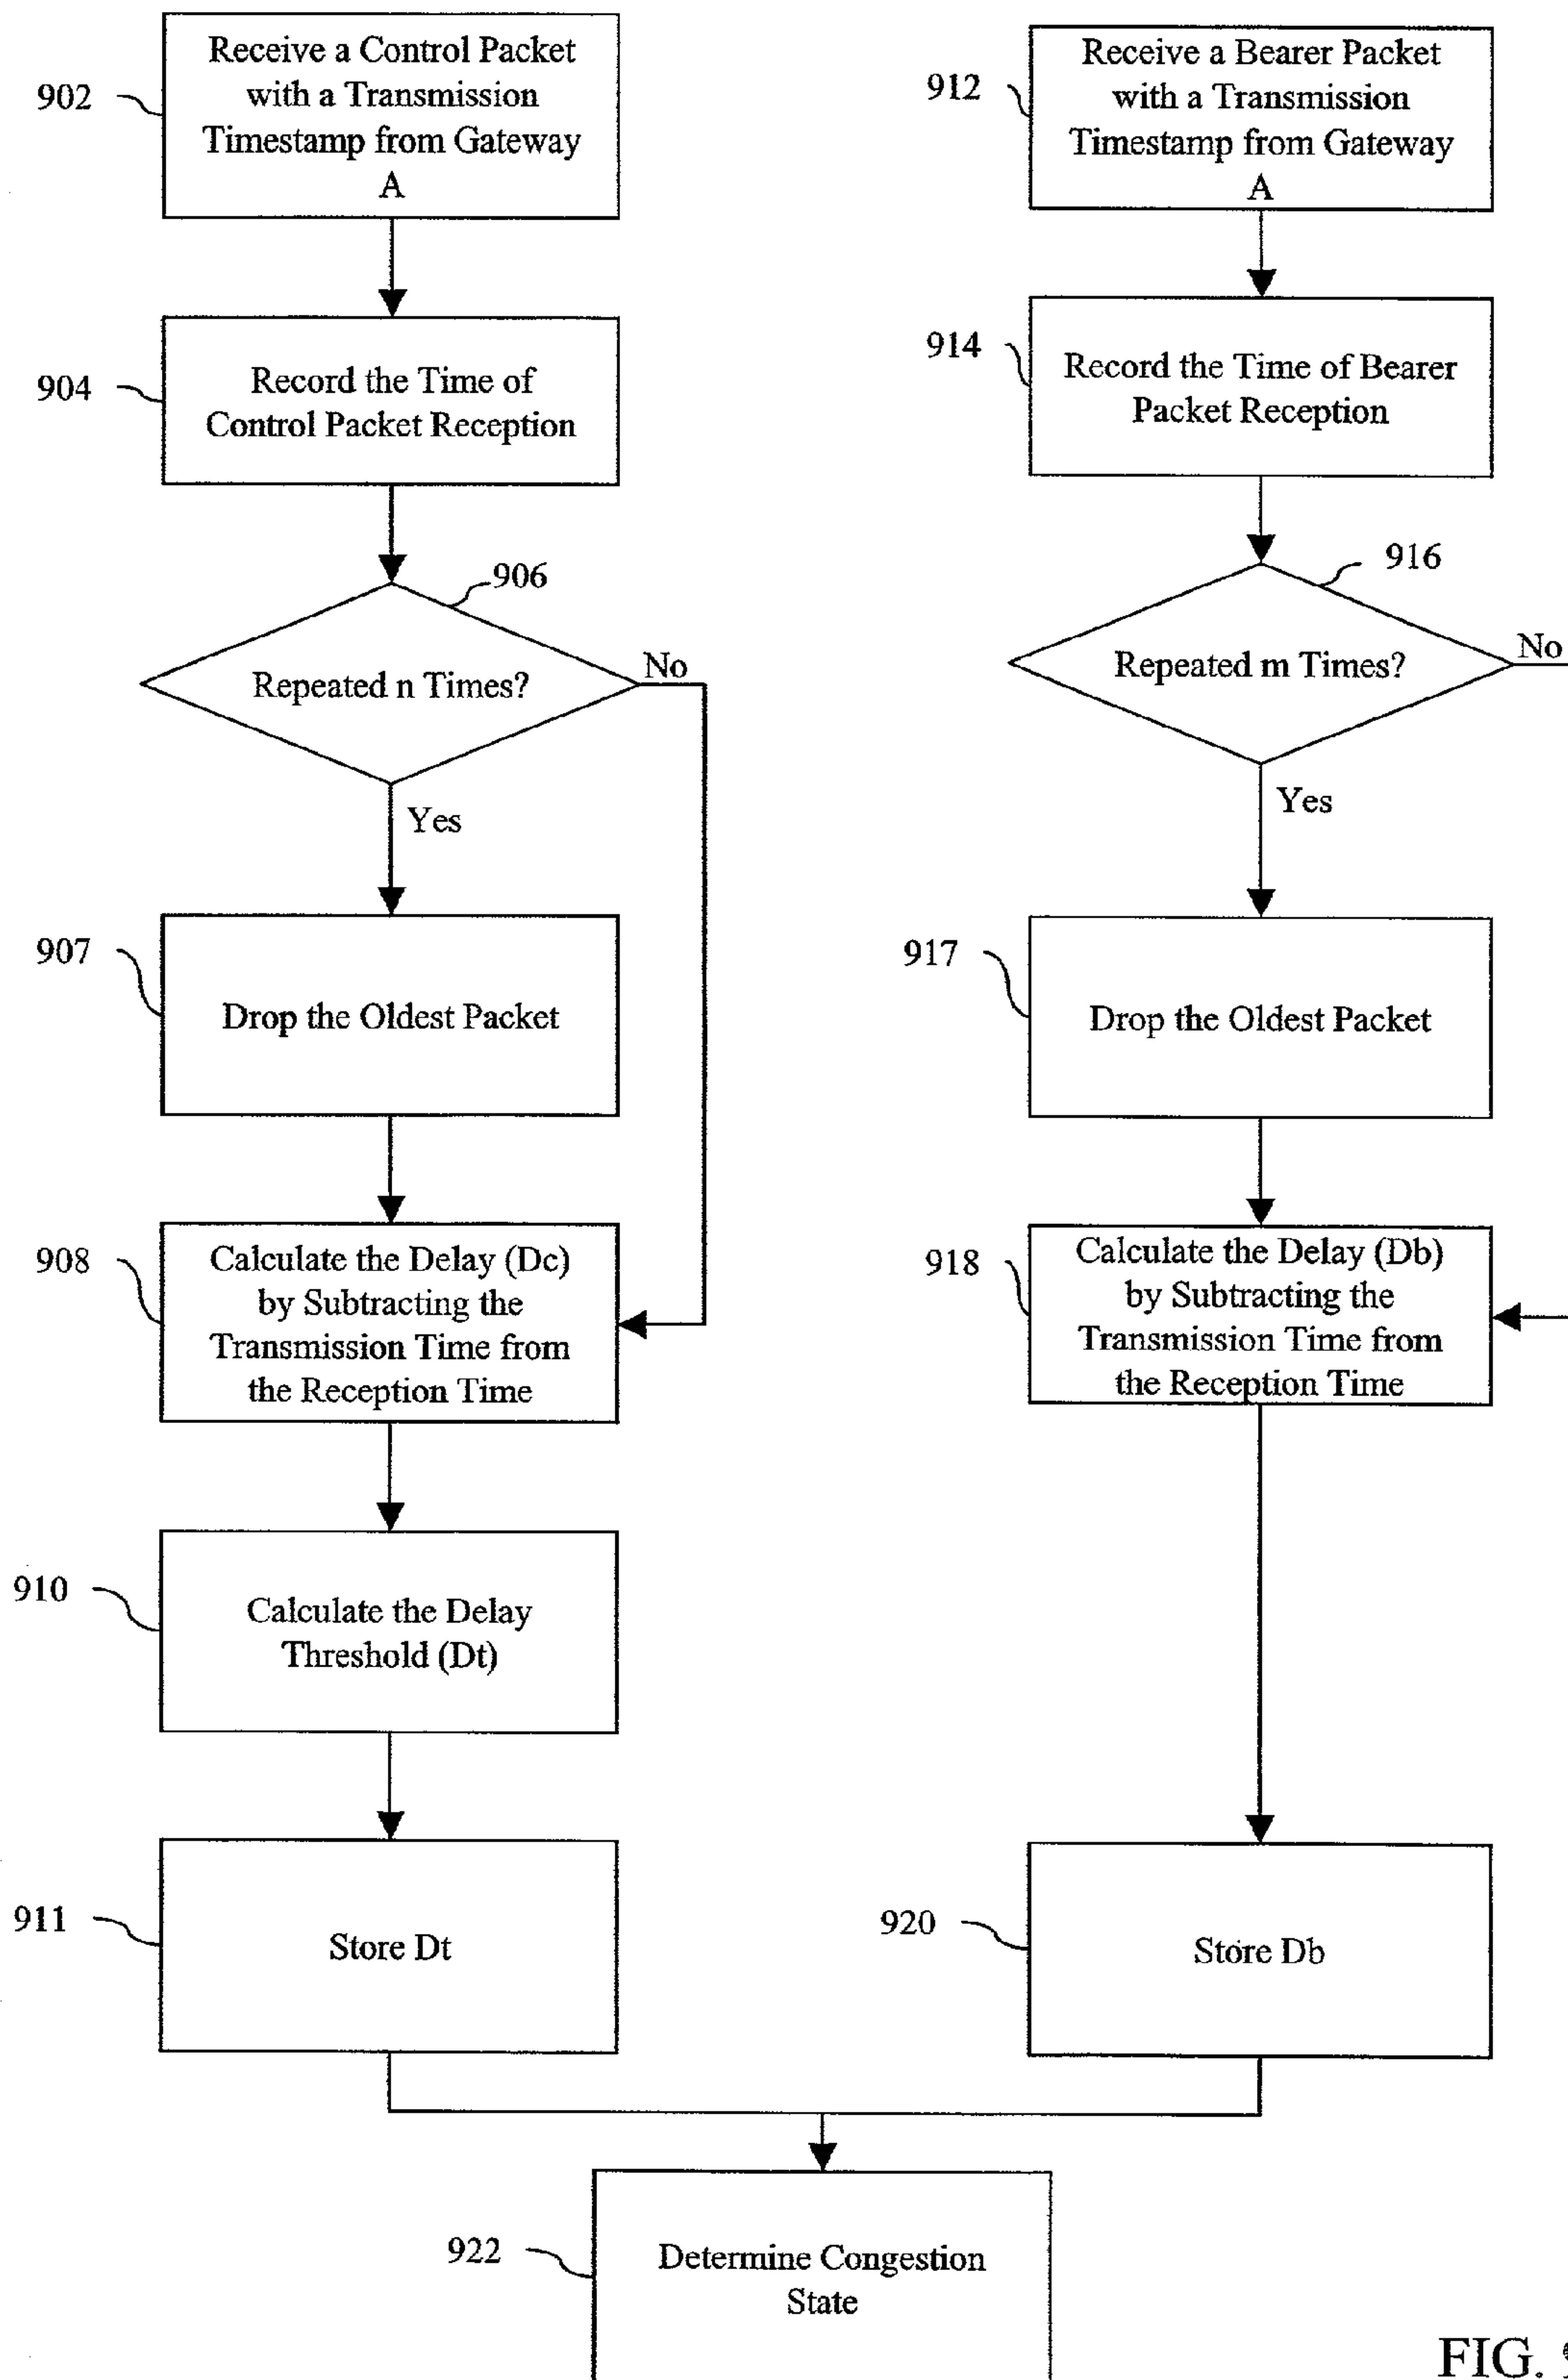 902
Receive a Control Packet
with a Transmission
Timestamp from Gateway
A
904
Record the Time of
Control Packet Reception
906
Repeated n Times?
No
Yes
907
Drop the Oldest Packet
908
Calculate the Delay (Dc)
by Subtracting the
Transmission Time from
the Reception Time
910
Calculate the Delay
Threshold (Dt)
911
Store Dt
912
Receive a Bearer Packet
with a Transmission
Timestamp from Gateway
A
914
Record the Time of Bearer
Packet Reception
916
Repeated m Times?
No
Yes
917
Drop the Oldest Packet
918
Calculate the Delay (Db)
by Subtracting the
Transmission Time from
the Reception Time
920
Store Db
922
Determine Congestion
State
FIG.